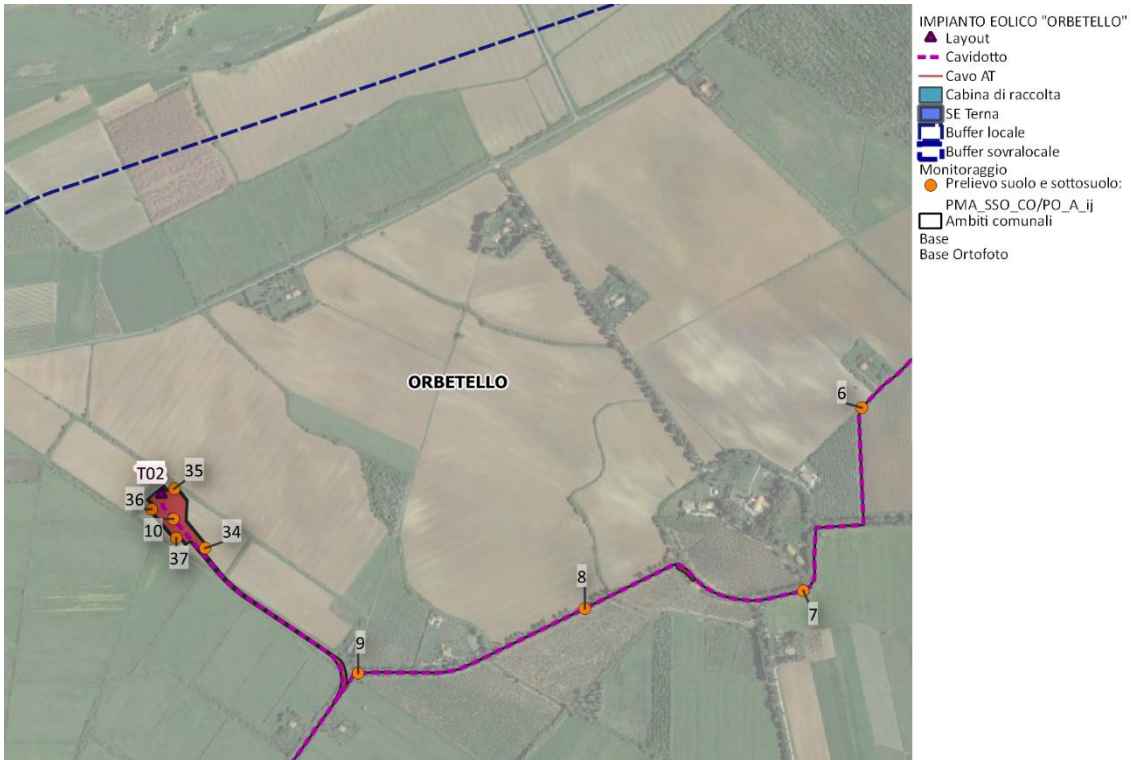 IMPIANTO EOLICO "ORBETELLO"
Layout
Cavidotto
Cavo AT
Cabina di raccolta
SE Terna
Buffer locale
Buffer sovralocale
Monitoraggio
Prelievo suolo e sottosuolo:
PMA_SSO_CO/PO_A_ij
Ambiti comunali
Base
Base Ortofoto
ORBETELLO
6
T02
35
36
10
34
37
8
7
9